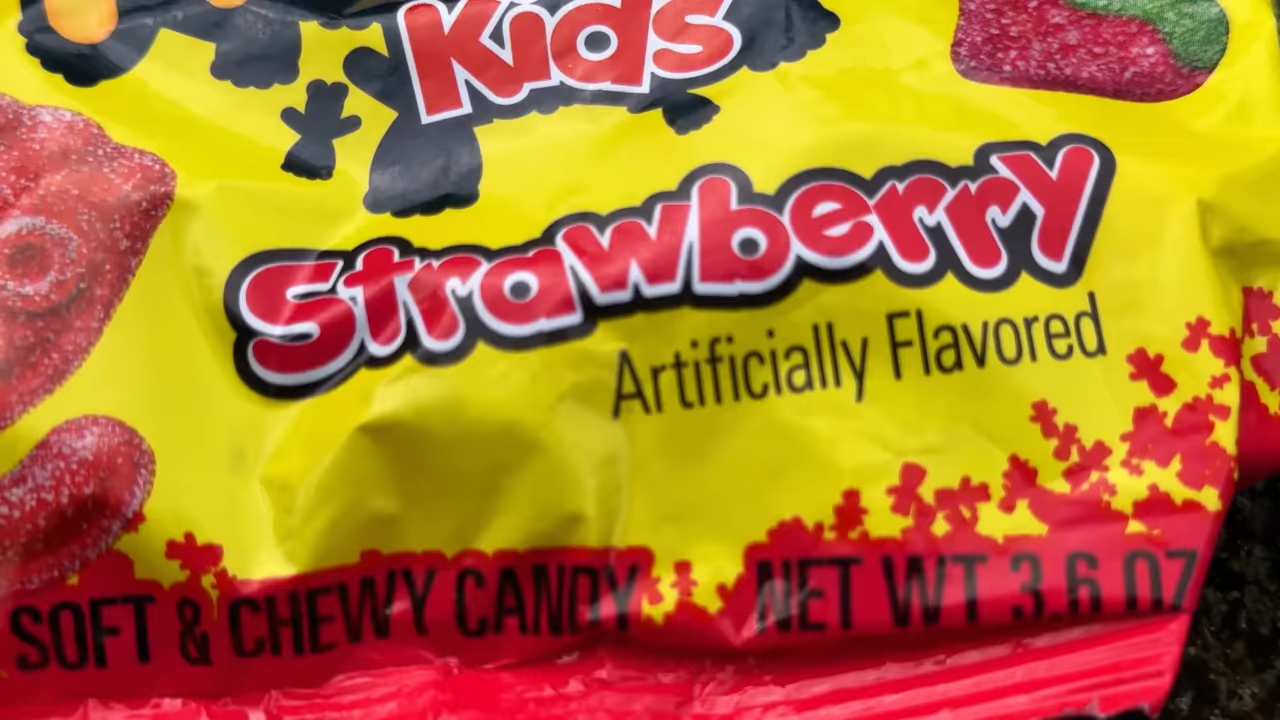 Kids
Strawberry
Artificially Flavored
SOFT & CHEWY CANDY NET WT 3.6 OZ